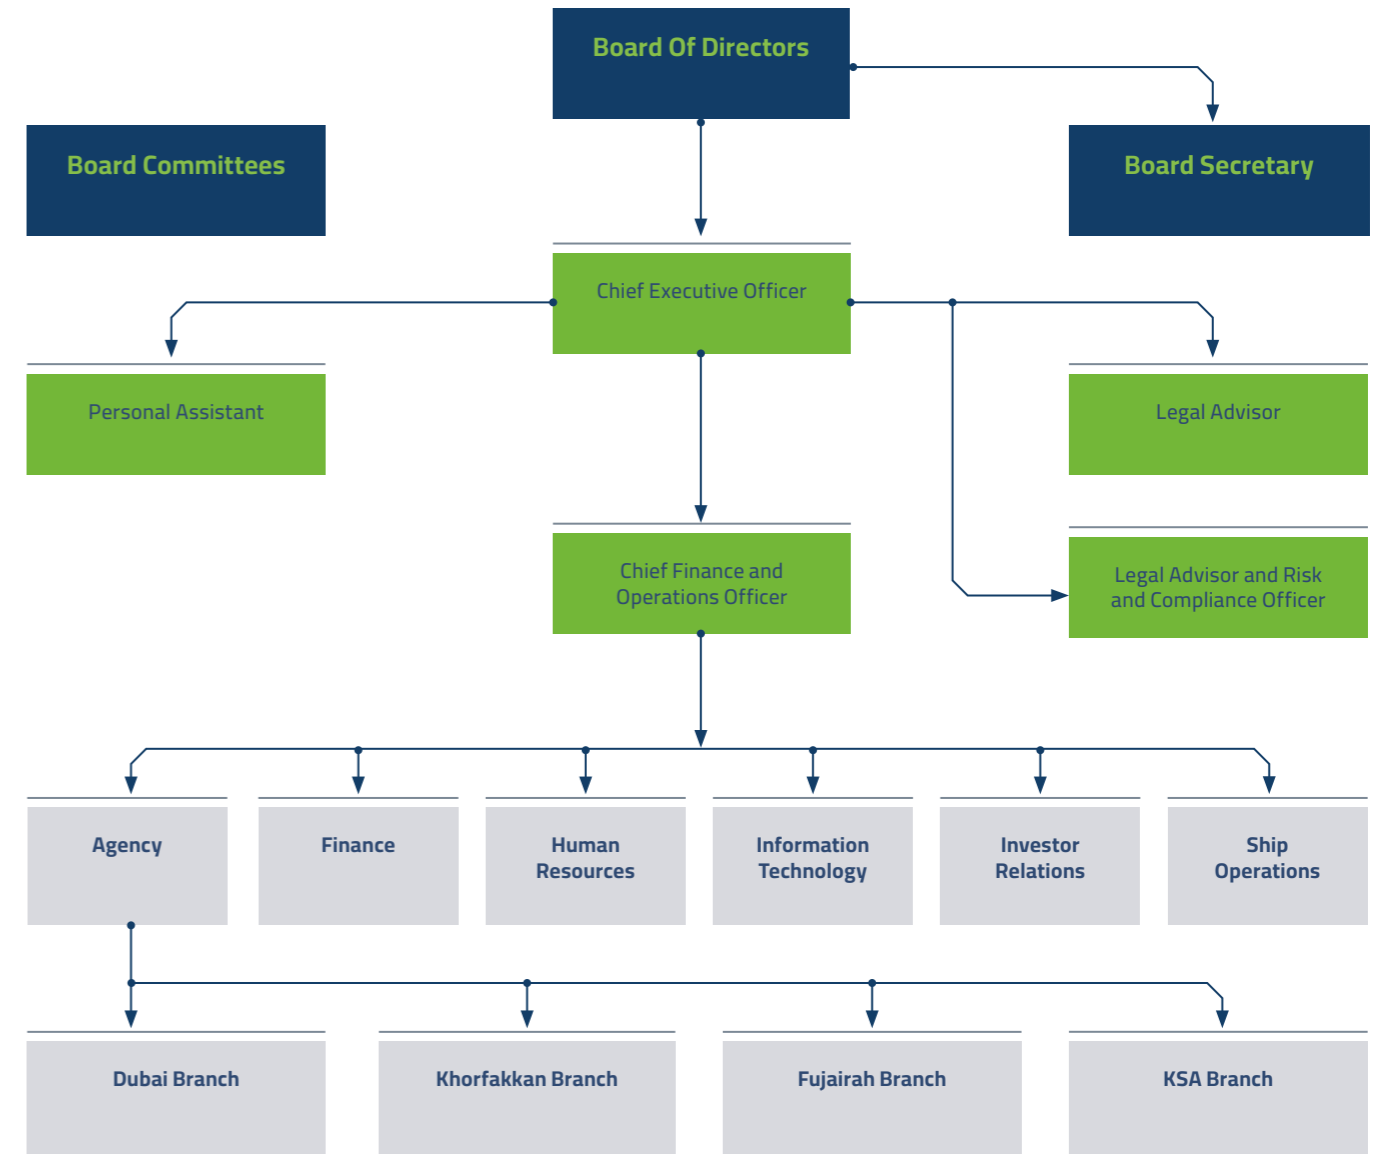 Board Of Directors
Board Committees
Board Secretary
Chief Executive Officer
Personal Assistant
Legal Advisor
Chief Finance and
Operations Officer
Legal Advisor and Risk
and Compliance Officer
Agency
Finance
Human
Resources
Information
Technology
Investor
Relations
Ship
Operations
Dubai Branch
Khorfakkan Branch
Fujairah Branch
KSA Branch